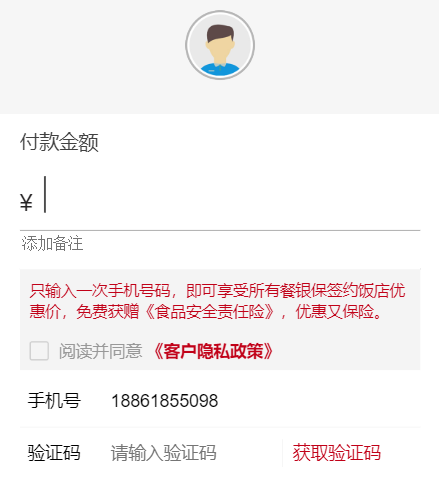 付款金额
¥
添加备注
只输入一次手机号码，即可享受所有餐银保签约饭店优
惠价，免费获赠《食品安全责任险》，优惠又保险。
阅读并同意《客户隐私政策》
手机号 18861855098
验证码 请输入验证码 获取验证码